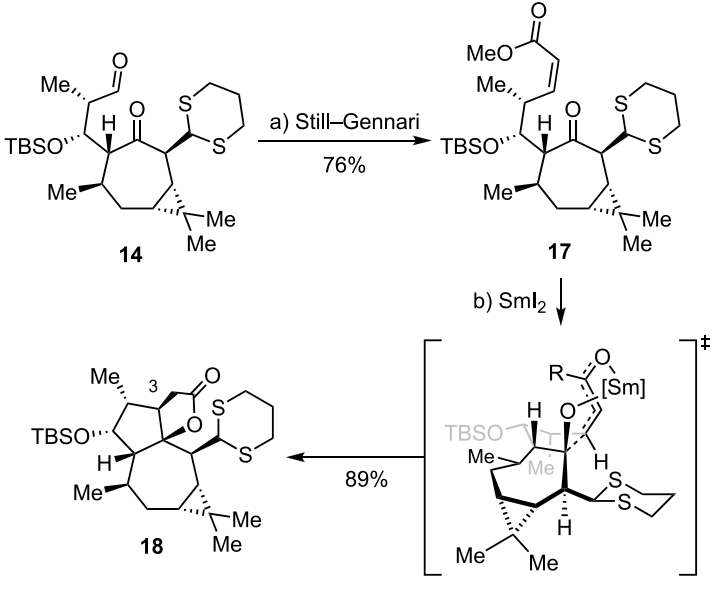 O
MeO
Me
O
S
O
H
TBSO
S
Me
Me
Me
14
a) Still–Gennari
76%
Me
O
S
H
TBSO
S
Me
Me
Me
17
b) SmI2
‡
R
O
[Sm]
O
H
TBSO
Me
Me
H
S
S
H
Me
Me
89%
Me
3
O
O
S
TBSO
S
H
Me
Me
Me
18